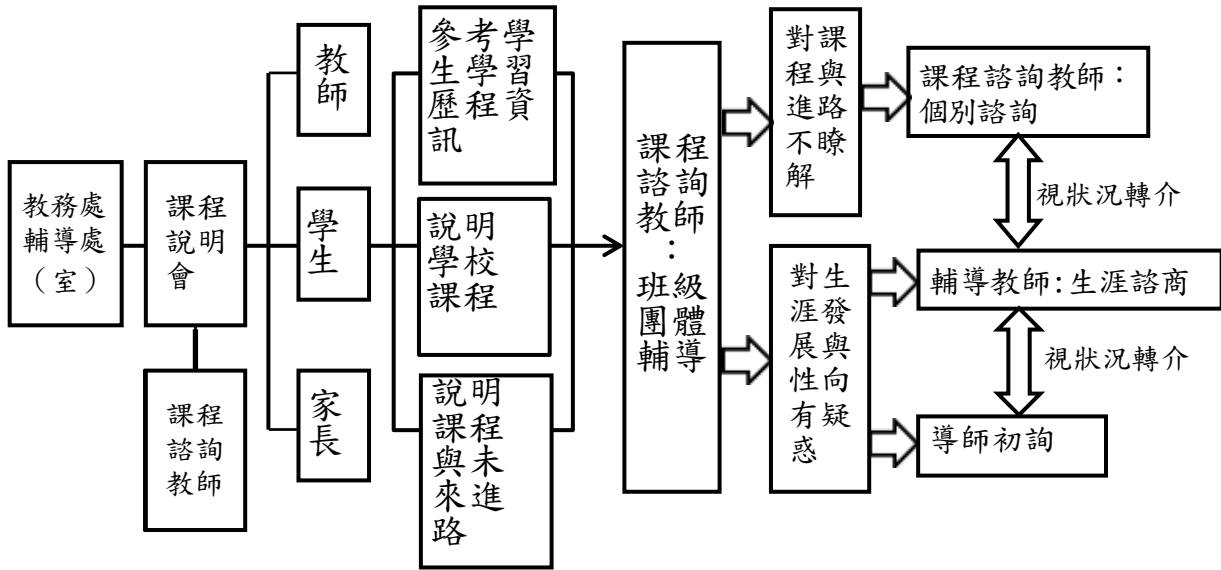 教務處
輔導處
（室）
課程
說明
會
課程
諮詢
教師
教
師
學
生
家
長
參考學
生學習
歷程資
訊
說明
學校
課程
說明
課程
與未
來進
路
課程
諮詢
教師
：
班級
團體
輔導
對課
程與
進路
不瞭
解
對生
涯發
展與
性向
有疑
惑
課程諮詢教師：
個別諮詢
視狀況轉介
輔導教師:生涯諮商
視狀況轉介
導師初詢